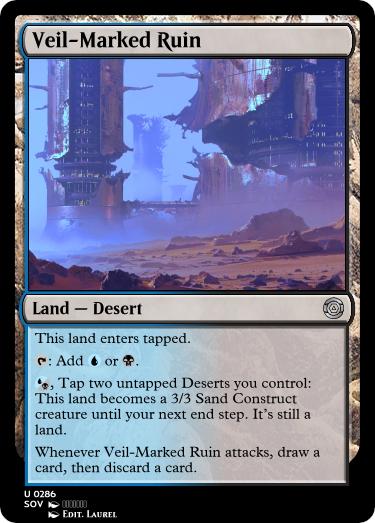 Veil-Marked Ruin
Land — Desert
This land enters tapped.
: Add or .
, Tap two untapped Deserts you control:
This land becomes a 3/3 Sand Construct
creature until your next end step. It's still a
land.
Whenever Veil-Marked Ruin attacks, draw a
card, then discard a card.
U 0286
SOV
Edit. Laurel